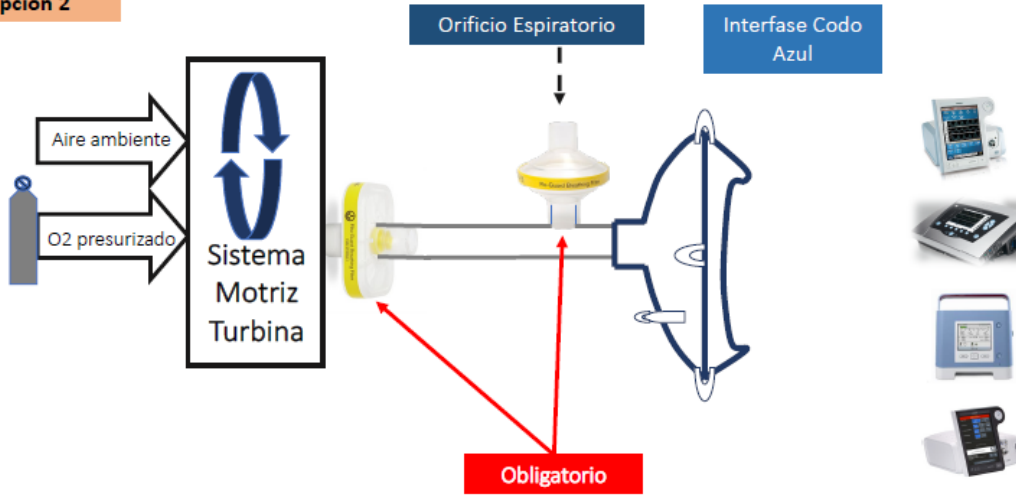 pción 2
Orificio Espiratorio
Interfase Codo
Azul
Aire ambiente
O2 presurizado
Sistema
Motriz
Turbina
Obligatorio